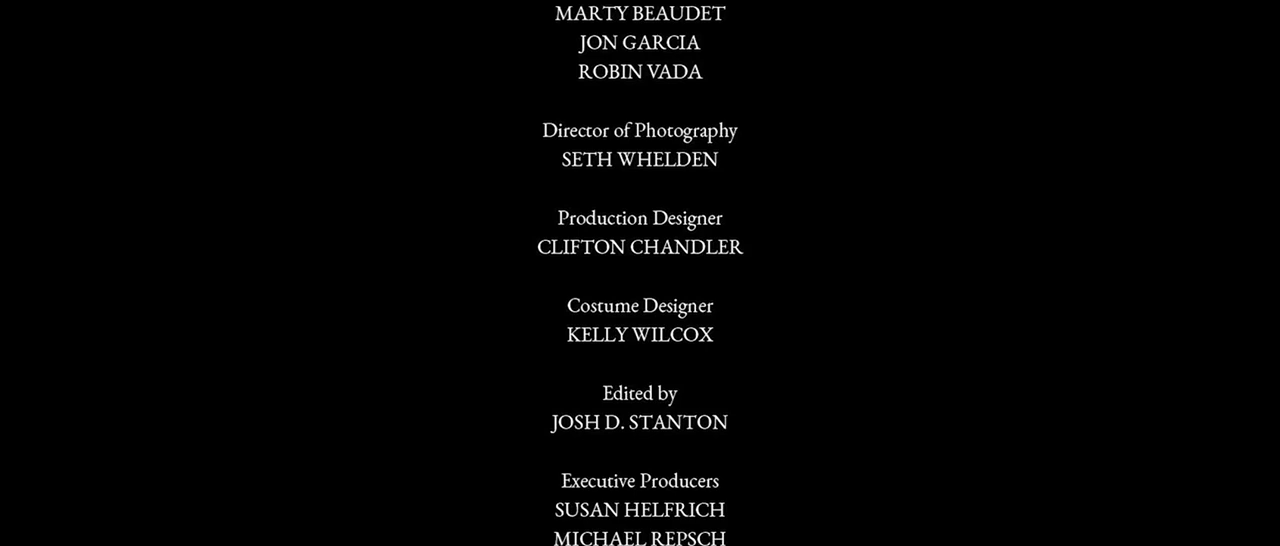 MARTY BEAUDET
JON GARCIA
ROBIN VADA
Director of Photography
SETH WHELDEN
Production Designer
CLIFTON CHANDLER
Costume Designer
KELLY WILCOX
Edited by
JOSH D. STANTON
Executive Producers
SUSAN HELFRICH
MICHAEL REPSCH